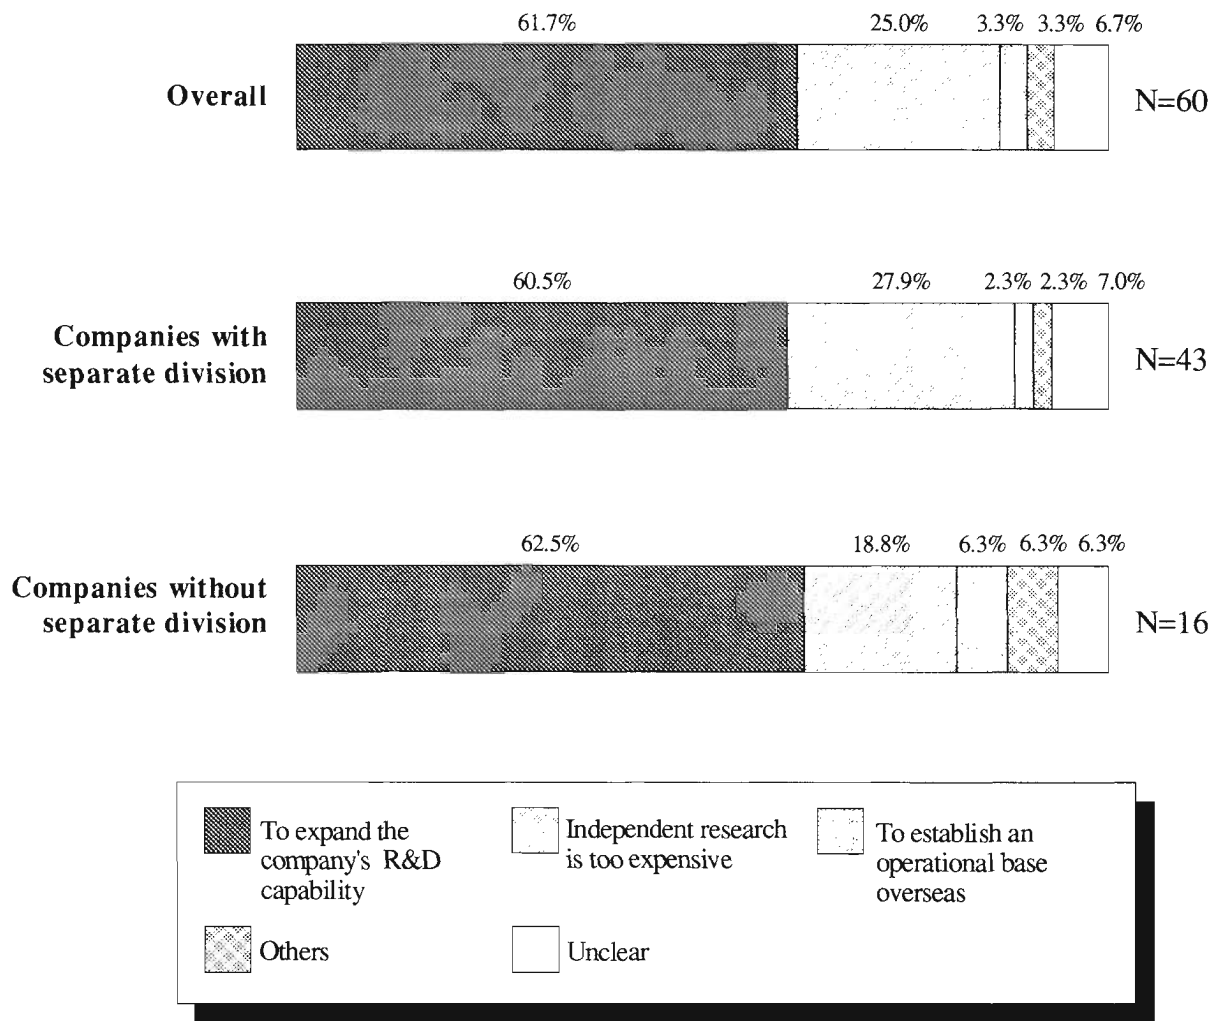 61.7% 25.0% 3.3% 3.3% 6.7%
Overall
N=60
60.5% 27.9% 2.3% 2.3% 7.0%
Companies with
separate division
N=43
62.5% 18.8% 6.3% 6.3% 6.3%
Companies without
separate division
N=16
To expand the
company's R&D
capability
Independent research
is too expensive
To establish an
operational base
overseas
Others
Unclear